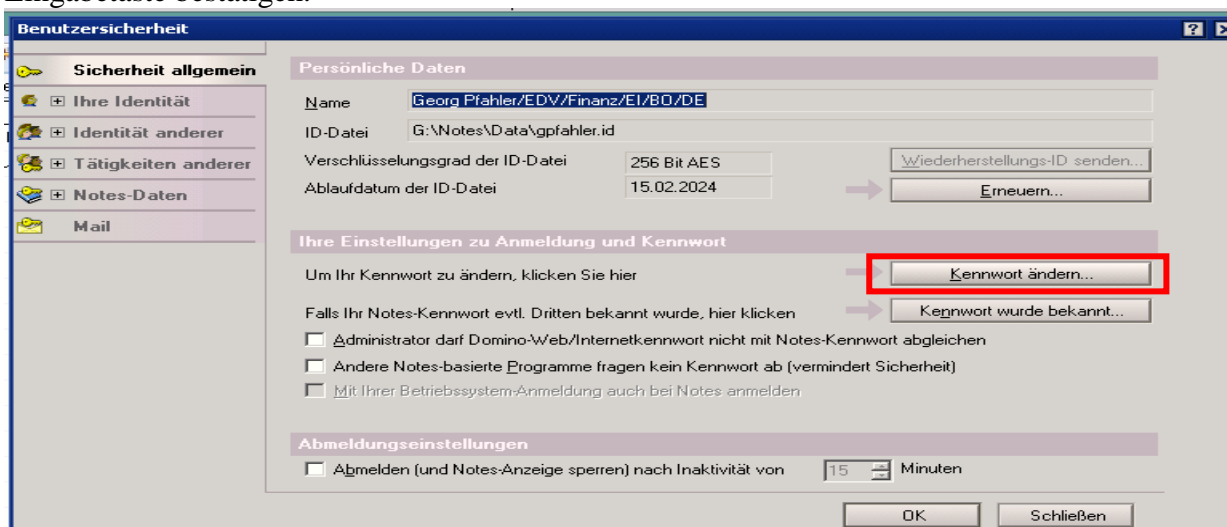 Eingabetaste bestätigen.
Benutzersicherheit
Sicherheit allgemein
Ihre Identität
Identität anderer
Tätigkeiten anderer
Notes-Daten
Mail
Persönliche Daten
Name Georg Pfahler/EDV/Finanz/EI/BO/DE
ID-Datei G:\Notes\Data\gpfahler.id
Verschlüsselungsgrad der ID-Datei 256 Bit AES Wiederherstellungs-ID senden...
Ablaufdatum der ID-Datei 15.02.2024 Erneuern...
Ihre Einstellungen zu Anmeldung und Kennwort
Um Ihr Kennwort zu ändern, klicken Sie hier Kennwort ändern...
Falls Ihr Notes-Kennwort evtl. Dritten bekannt wurde, hier klicken Kennwort wurde bekannt...
Administrator darf Domino-Web/Internetkennwort nicht mit Notes-Kennwort abgleichen
Andere Notes-basierte Programme fragen kein Kennwort ab (vermindert Sicherheit)
Mit Ihrer Betriebssystem-Anmeldung auch bei Notes anmelden
Abmeldungseinstellungen
Abmelden (und Notes-Anzeige sperren) nach Inaktivität von 15 Minuten
OK Schließen